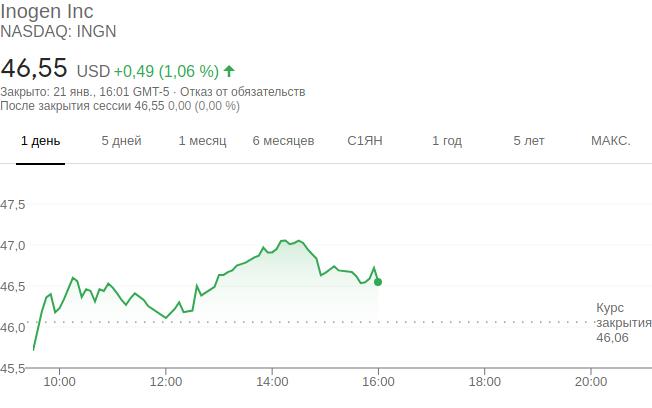 Inogen Inc
NASDAQ: INGN
46,55 USD +0,49 (1,06 %)
Закрыто: 21 янв., 16:01 GMT-5 · Отказ от обязательств
После закрытия сессии 46,55 0,00 (0,00 %)
1 день 5 дней 1 месяц 6 месяцев С1ЯН 1 год 5 лет МАКС.
47,5
47,0
46,5
46,0
45,5
Курс
закрытия
46,06
10:00 12:00 14:00 16:00 18:00 20:00